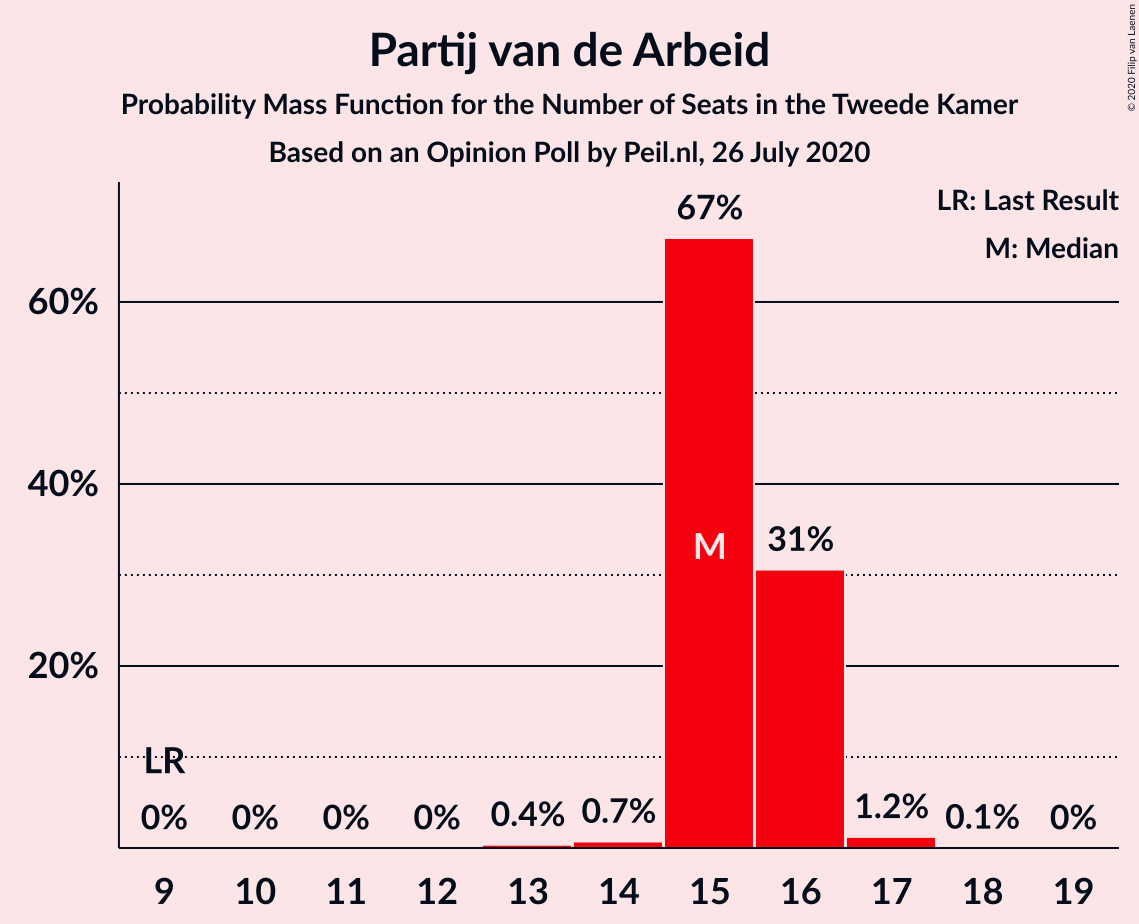 Partij van de Arbeid
Probability Mass Function for the Number of Seats in the Tweede Kamer
Based on an Opinion Poll by Peil.nl, 26 July 2020
© 2020 Filip van Laenen
LR: Last Result
M: Median
67%
60%
40%
M
31%
20%
LR
0%
0%
0%
0%
0.4%
0.7%
1.2%
0.1%
0%
9 10 11 12 13 14 15 16 17 18 19